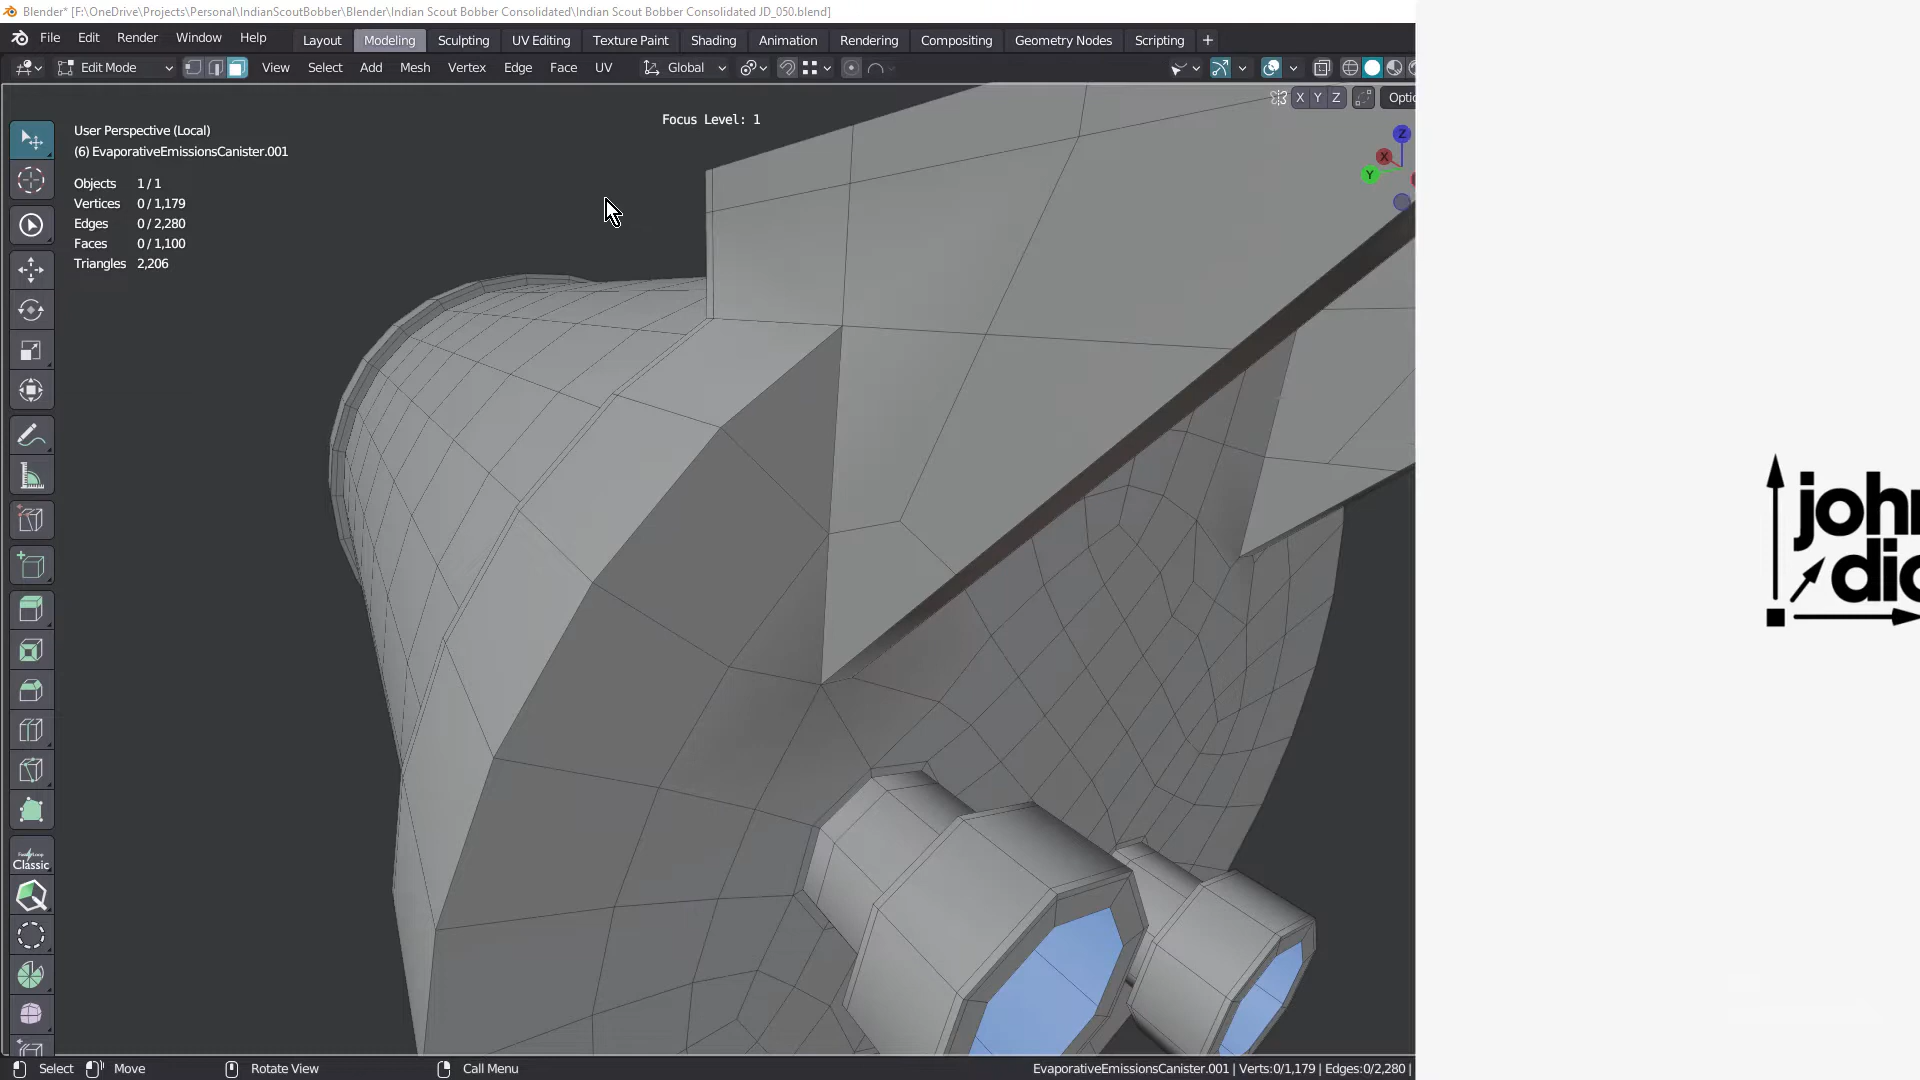 Blender* [F:\OneDrive\Projects\Personal\IndianScoutBobber\Blender\Indian Scout Bobber Consolidated\Indian Scout Bobber Consolidated JD_050.blend]
File Edit Render Window Help Layout Modeling Sculpting UV Editing Texture Paint Shading Animation Rendering Compositing Geometry Nodes Scripting +
Edit Mode View Select Add Mesh Vertex Edge Face UV Global
X Y Z Optio
User Perspective (Local)
Focus Level: 1
(6) EvaporativeEmissionsCanister.001
Objects 1 / 1
Vertices 0 / 1,179
Edges 0 / 2,280
Faces 0 / 1,100
Triangles 2,206
Z
X
Y
Classic
john
dic
Select Move Rotate View Call Menu EvaporativeEmissionsCanister.001 | Verts:0/1,179 | Edges:0/2,280 |